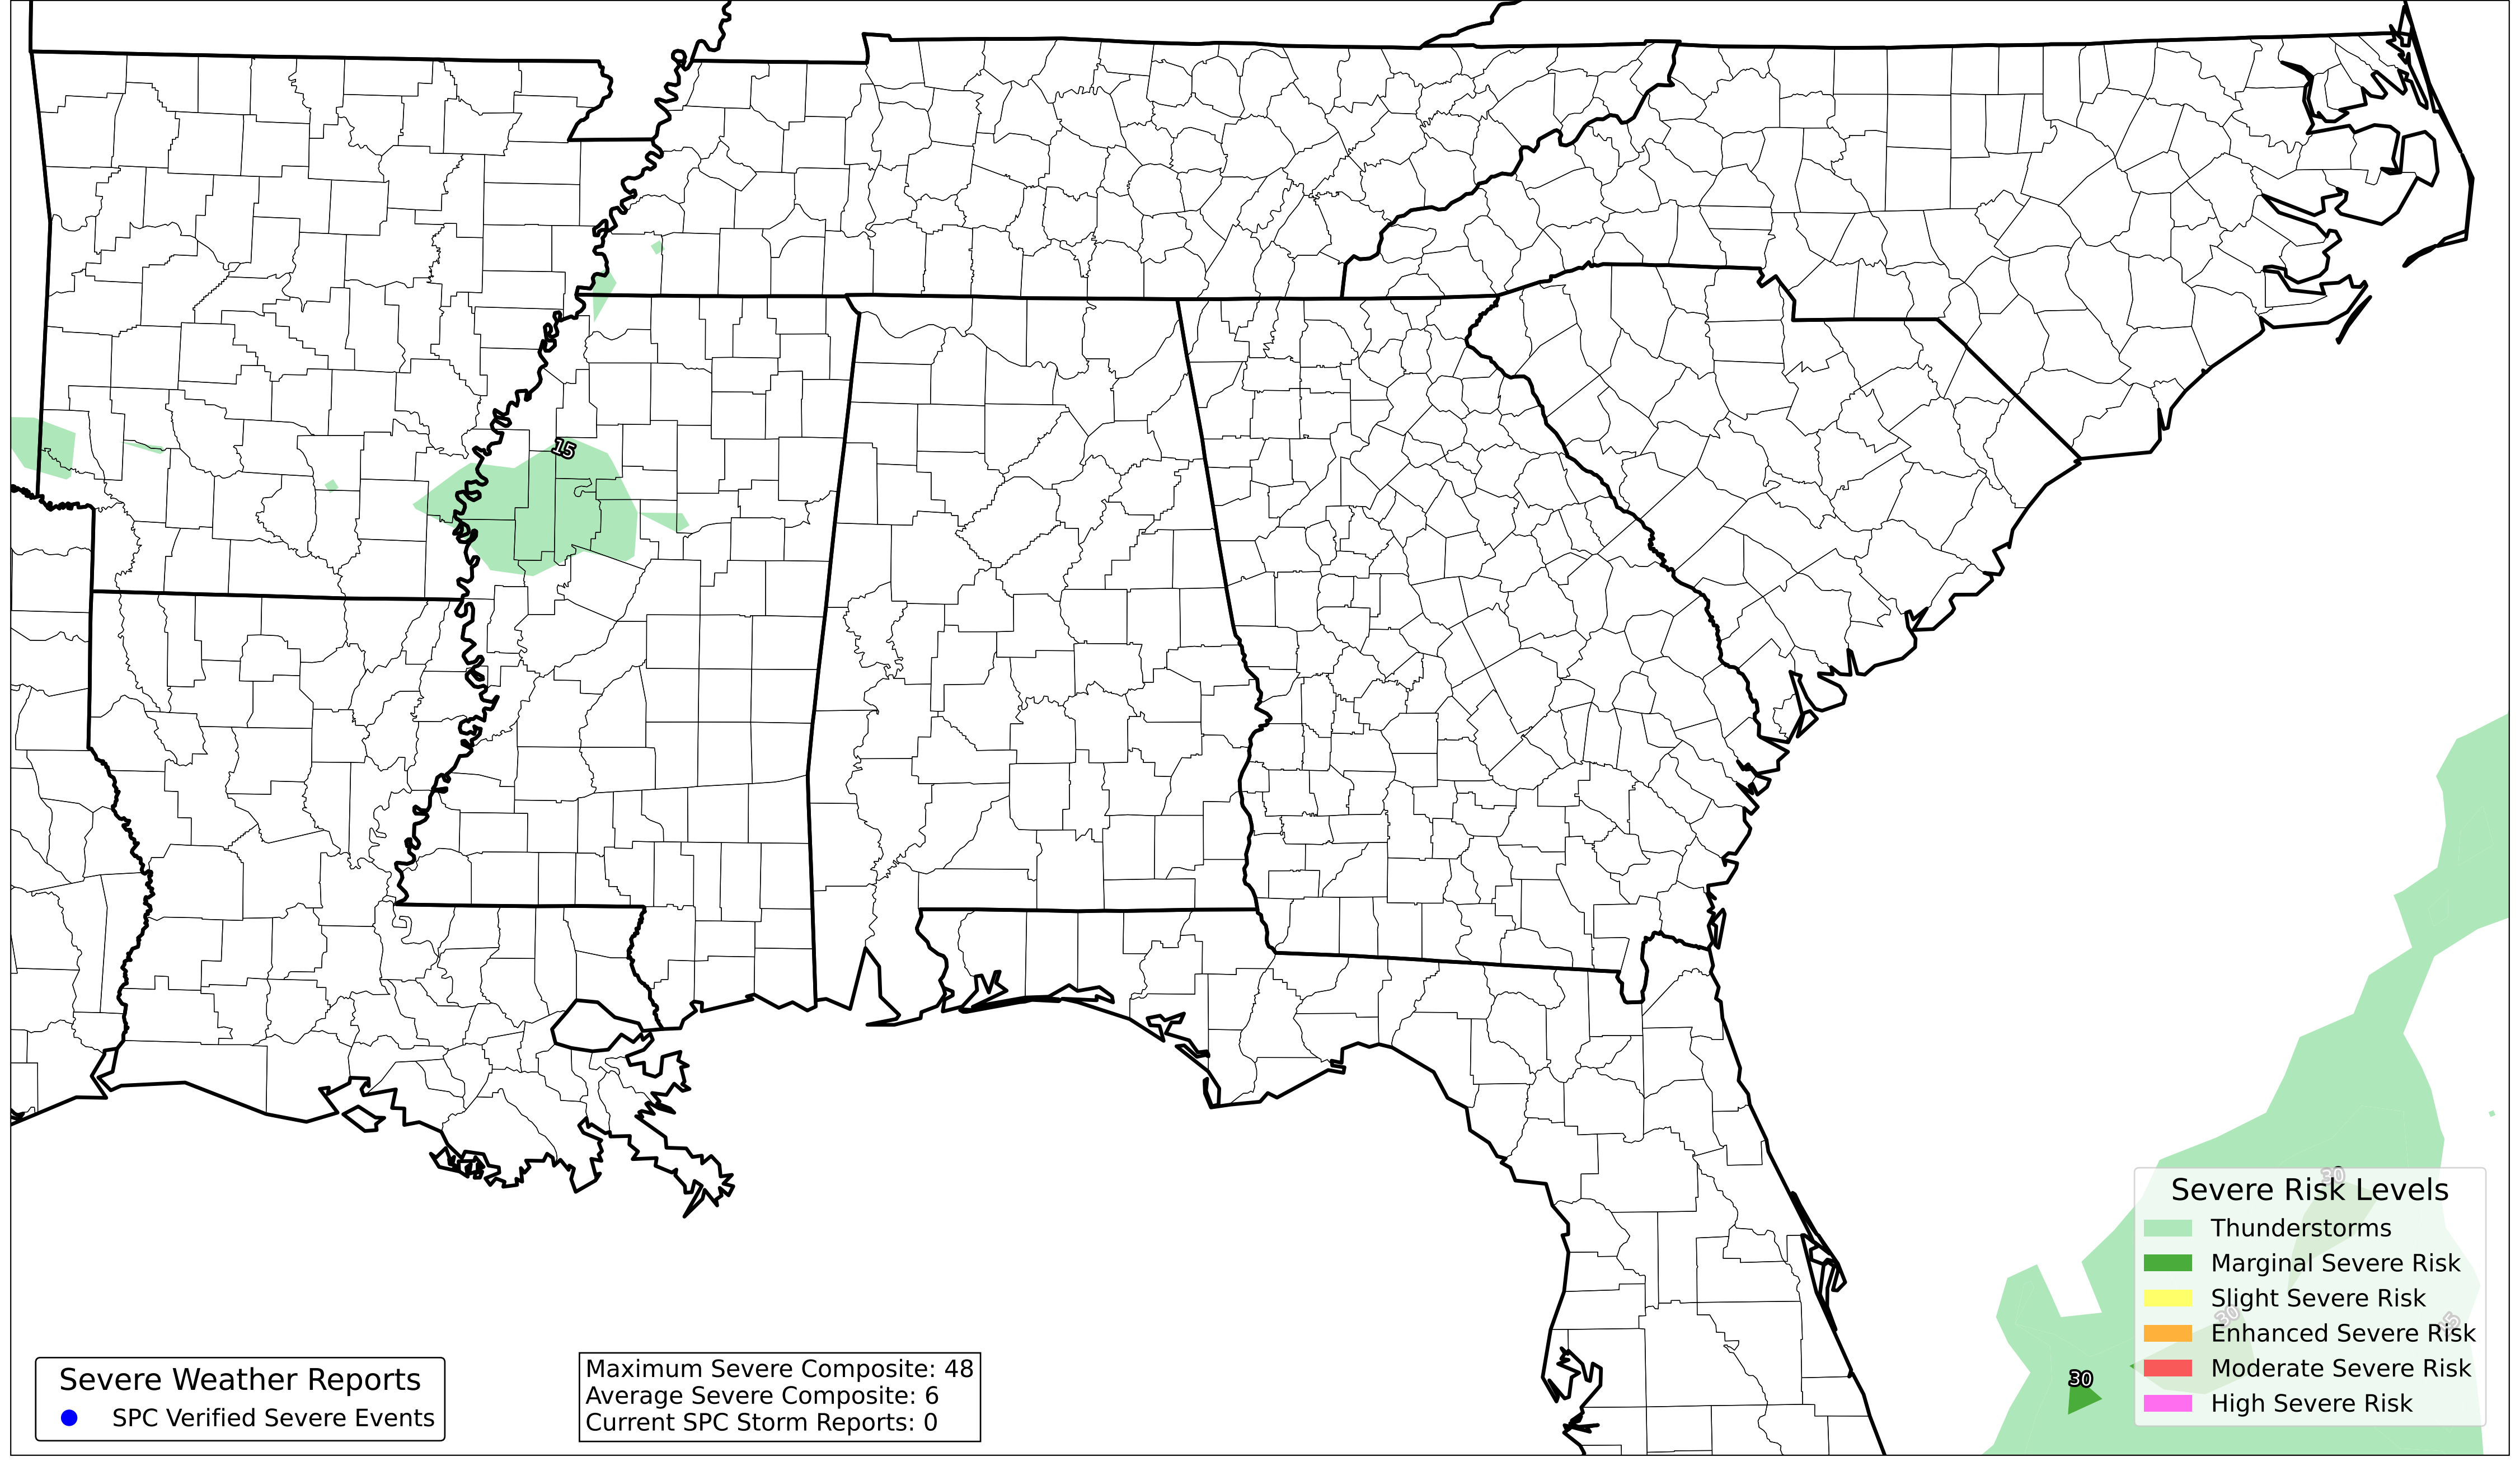 15
30
Severe Risk Levels
Thunderstorms
Marginal Severe Risk
Slight Severe Risk
30
Enhanced Severe Risk
Moderate Severe Risk
30
High Severe Risk
Severe Weather Reports
SPC Verified Severe Events
Maximum Severe Composite: 48
Average Severe Composite: 6
Current SPC Storm Reports: 0